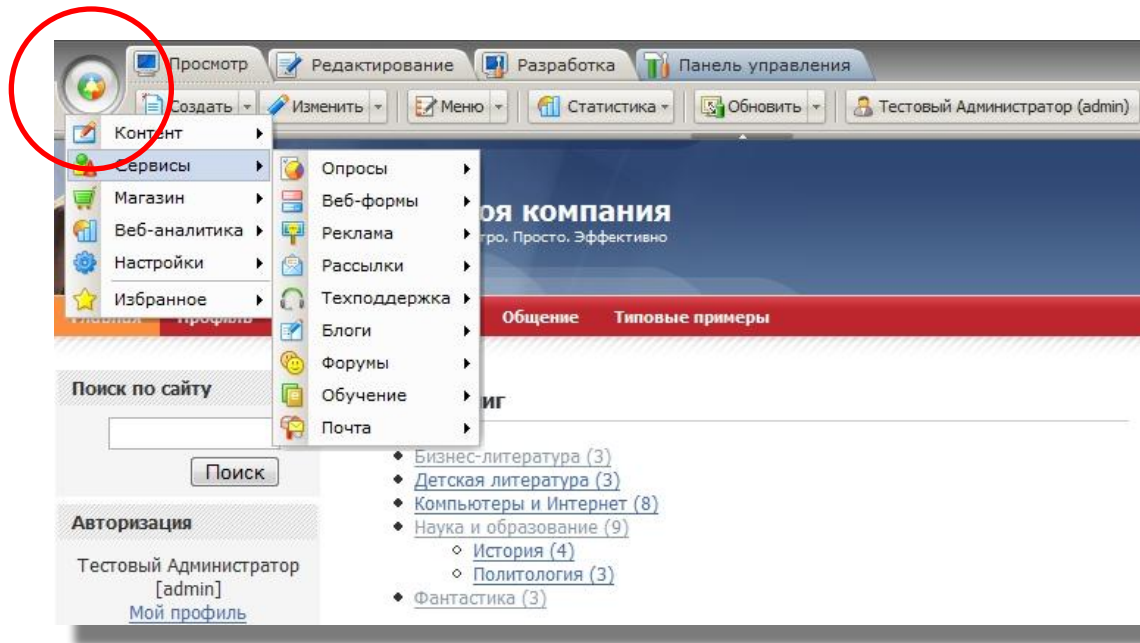 Просмотр Редактирование Разработка Панель управления
Создать Изменить Меню Статистика Обновить Тестовый Администратор (admin)
Контент
Сервисы
Магазин
Веб-аналитика
Настройки
Избранное
Опросы
Веб-формы
Реклама
Рассылки
Техподдержка
Блоги
Форумы
Обучение
Почта
оя компания
тро. Просто. Эффективно
Главная Профиль Общение Типовые примеры
Поиск по сайту
Поиск
Авторизация
Тестовый Администратор
[admin]
Мой профиль
иг
Бизнес-литература (3)
Детская литература (3)
Компьютеры и Интернет (8)
Наука и образование (9)
История (4)
Политология (3)
Фантастика (3)